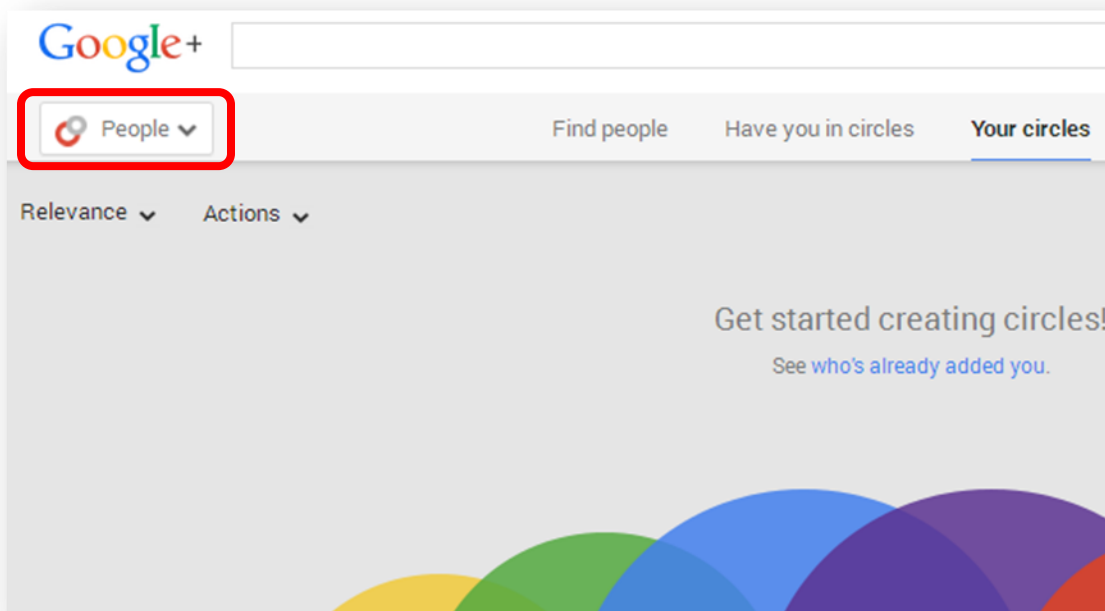 Google+
People
Find people
Have you in circles
Your circles
Relevance
Actions
Get started creating circles!
See who's already added you.